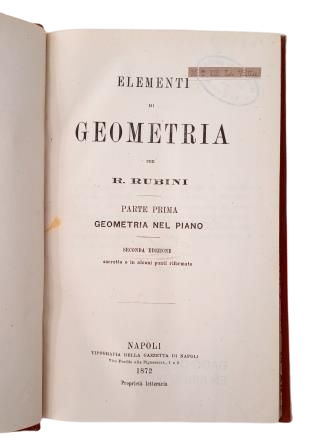 ELEMENTI
DI
GEOMETRIA
PER
R. RUBINI
PARTE PRIMA
GEOMETRIA NEL PIANO
SECONDA EDIZIONE
corretta e in alcuni punti riformata
NAPOLI
TIPOGRAFIA DELLA GAZZETTA DI NAPOLI
1872
Proprietà letteraria